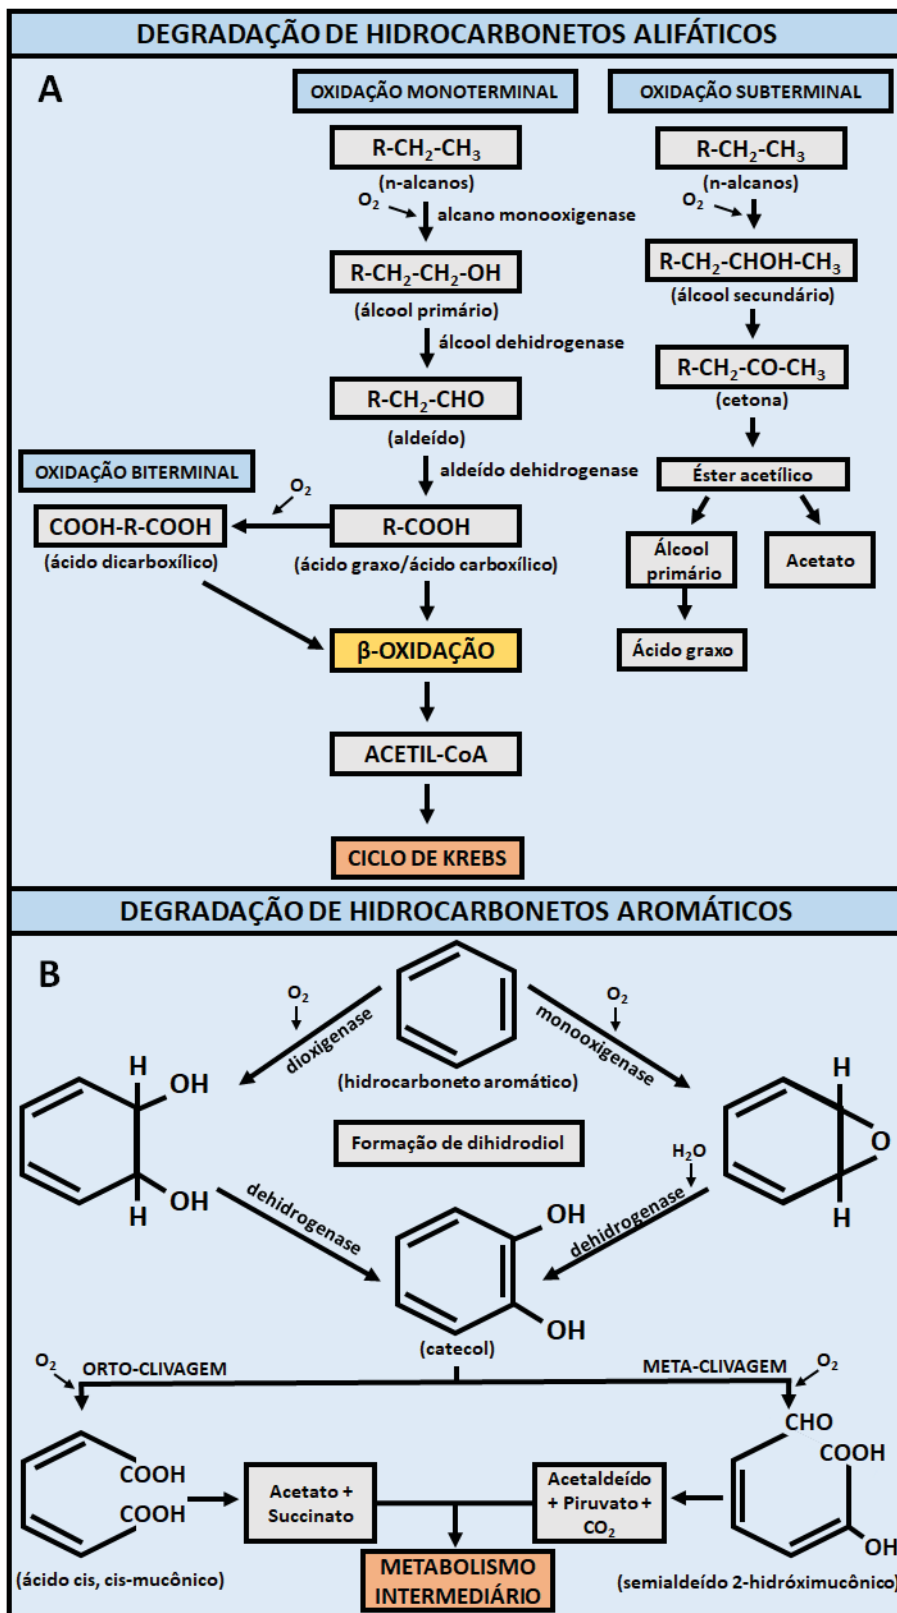 DEGRADAÇÃO DE HIDROCARBONETOS ALIFÁTICOS
A
OXIDAÇÃO MONOTERMINAL
OXIDAÇÃO SUBTERMINAL
R-CH₂-CH₃
(n-alcanos)
O₂
alcano monooxigenase
R-CH₂-CH₂-OH
(álcool primário)
álcool dehidrogenase
R-CH₂-CHO
(aldeído)
aldeído dehidrogenase
OXIDAÇÃO BITERMINAL
O₂
COOH-R-COOH
(ácido dicarboxílico)
R-COOH
(ácido graxo/ácido carboxílico)
β-OXIDAÇÃO
ACETIL-CoA
CICLO DE KREBS
R-CH₂-CH₃
(n-alcanos)
O₂
R-CH₂-CHOH-CH₃
(álcool secundário)
R-CH₂-CO-CH₃
(cetona)
Éster acetílico
Álcool
primário
Acetato
Ácido graxo
DEGRADAÇÃO DE HIDROCARBONETOS AROMÁTICOS
B
O₂
dioxigenase
(hidrocarboneto aromático)
O₂
monooxigenase
H
OH
OH
H
Formação de dihidrodiol
H
O
H
H₂O
dehidrogenase
dehidrogenase
OH
OH
(catecol)
O₂
ORTO-CLIVAGEM
META-CLIVAGEM
O₂
COOH
COOH
(ácido cis, cis-mucônico)
Acetato +
Succinato
Acetaldeído
+ Piruvato +
CO₂
CHO
COOH
OH
(semialdeído 2-hidróximucônico)
METABOLISMO
INTERMEDIÁRIO